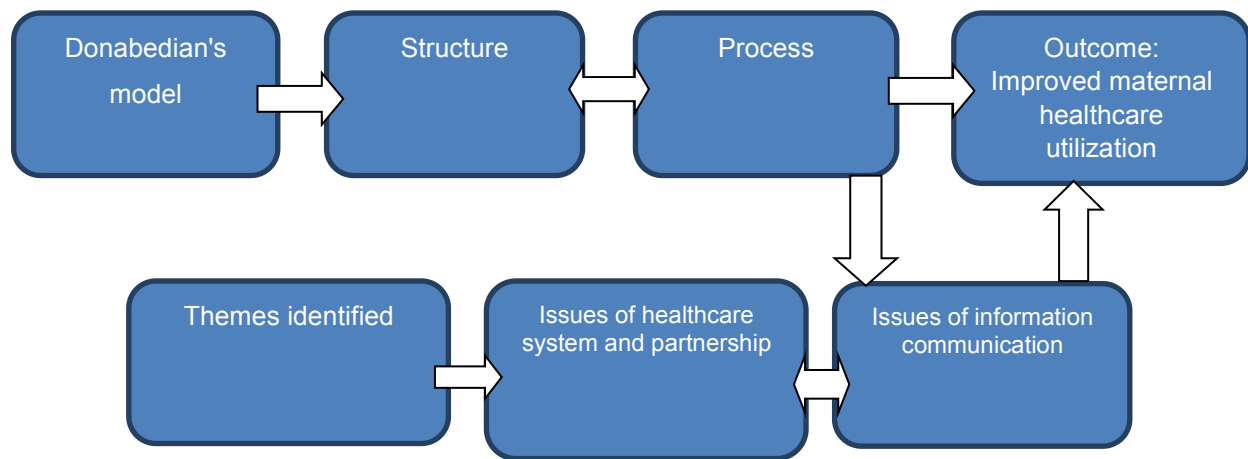 Donabedian's
model
Structure
Process
Outcome:
Improved maternal
healthcare
utilization
Themes identified
Issues of healthcare
system and partnership
Issues of information
communication